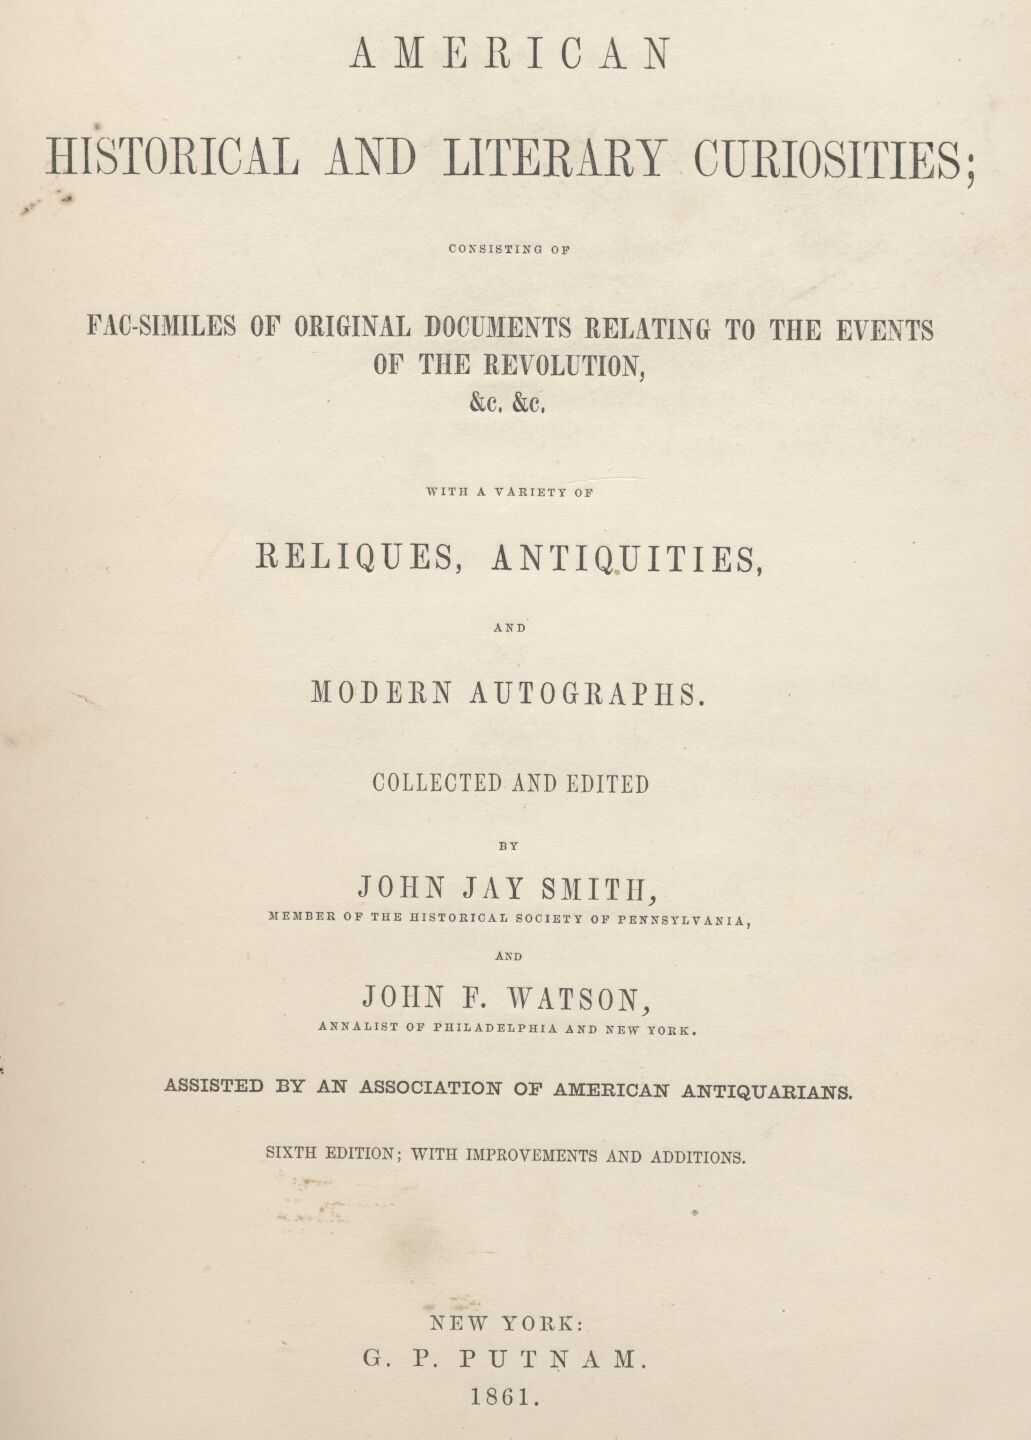 AMERICAN
HISTORICAL AND LITERARY CURIOSITIES;
CONSISTING OF
FAC-SIMILES OF ORIGINAL DOCUMENTS RELATING TO THE EVENTS
OF THE REVOLUTION,
&c. &c.
WITH A VARIETY OF
RELIQUES, ANTIQUITIES,
AND
MODERN AUTOGRAPHS.
COLLECTED AND EDITED
BY
JOHN JAY SMITH,
MEMBER OF THE HISTORICAL SOCIETY OF PENNSYLVANIA,
AND
JOHN F. WATSON,
ANNALIST OF PHILADELPHIA AND NEW YORK.
ASSISTED BY AN ASSOCIATION OF AMERICAN ANTIQUARIANS.
SIXTH EDITION; WITH IMPROVEMENTS AND ADDITIONS.
NEW YORK:
G. P. PUTNAM.
1861.